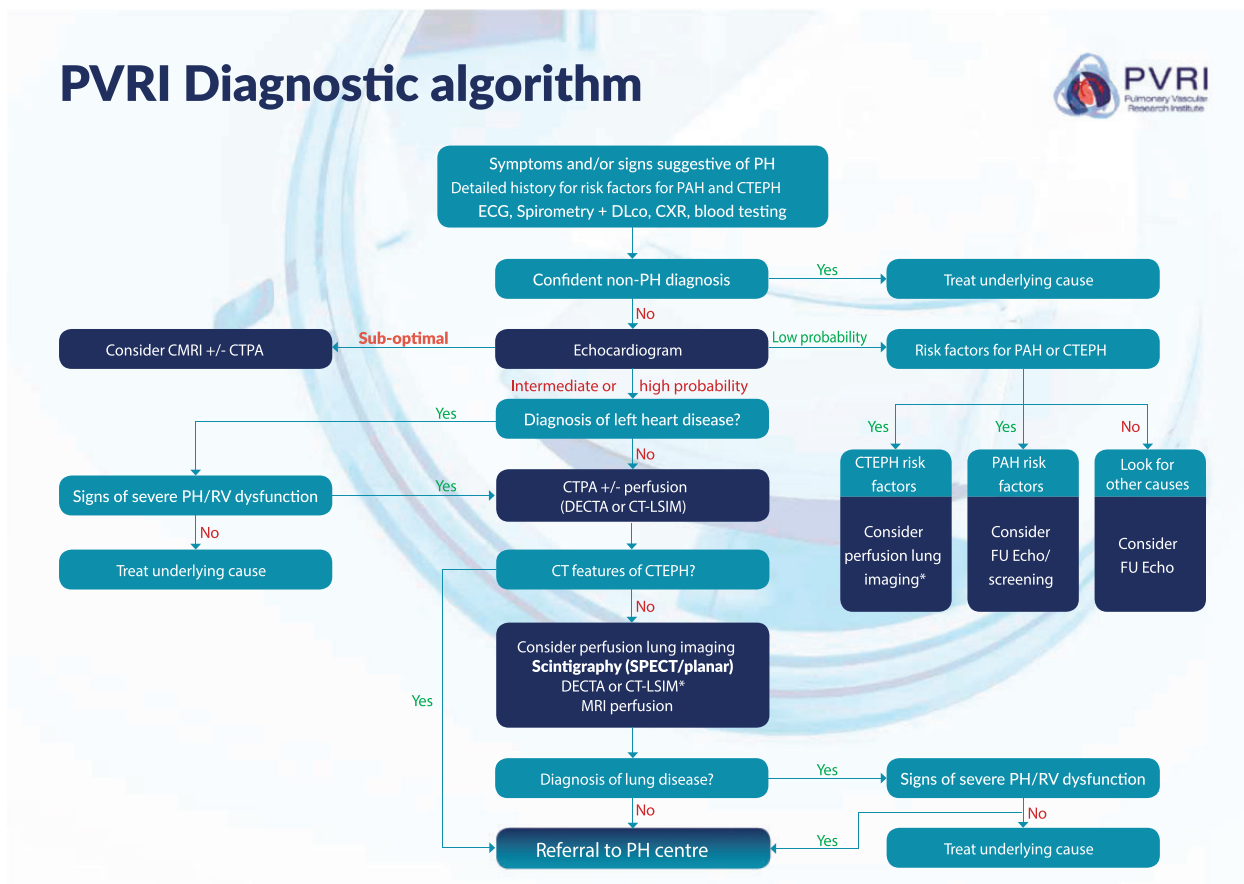 PVRI Diagnostic algorithm
PVRI
Pulmonary Vascular
Research Institute
Symptoms and/or signs suggestive of PH
Detailed history for risk factors for PAH and CTEPH
ECG, Spirometry + DLco, CXR, blood testing
Confident non-PH diagnosis
Yes
Treat underlying cause
No
Consider CMRI +/- CTPA
Sub-optimal
Echocardiogram
Low probability
Risk factors for PAH or CTEPH
Intermediate or
high probability
Yes
Diagnosis of left heart disease?
Yes
Yes
No
No
CTEPH risk
factors
PAH risk
factors
Look for
other causes
Signs of severe PH/RV dysfunction
Yes
CTPA +/- perfusion
(DECTA or CT-LSIM)
Consider
perfusion lung
imaging*
Consider
FU Echo/
screening
Consider
FU Echo
No
Treat underlying cause
CT features of CTEPH?
No
Consider perfusion lung imaging
Scintigraphy (SPECT/planar)
DECTA or CT-LSIM*
MRI perfusion
Yes
Diagnosis of lung disease?
Yes
Signs of severe PH/RV dysfunction
No
No
Referral to PH centre
Yes
Treat underlying cause